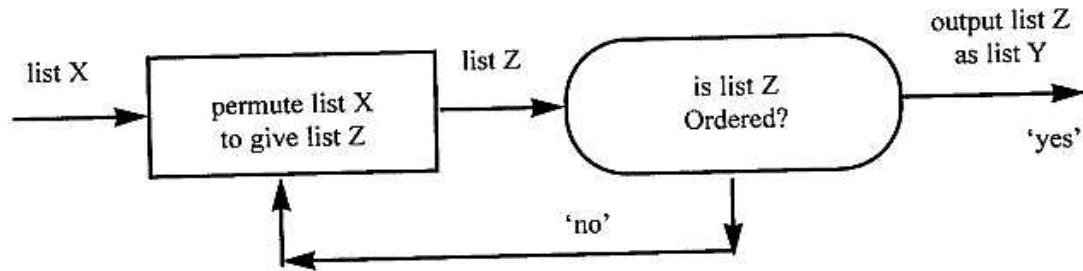 list X
permute list X
to give list Z
list Z
is list Z
Ordered?
output list Z
as list Y
‘yes’
‘no’